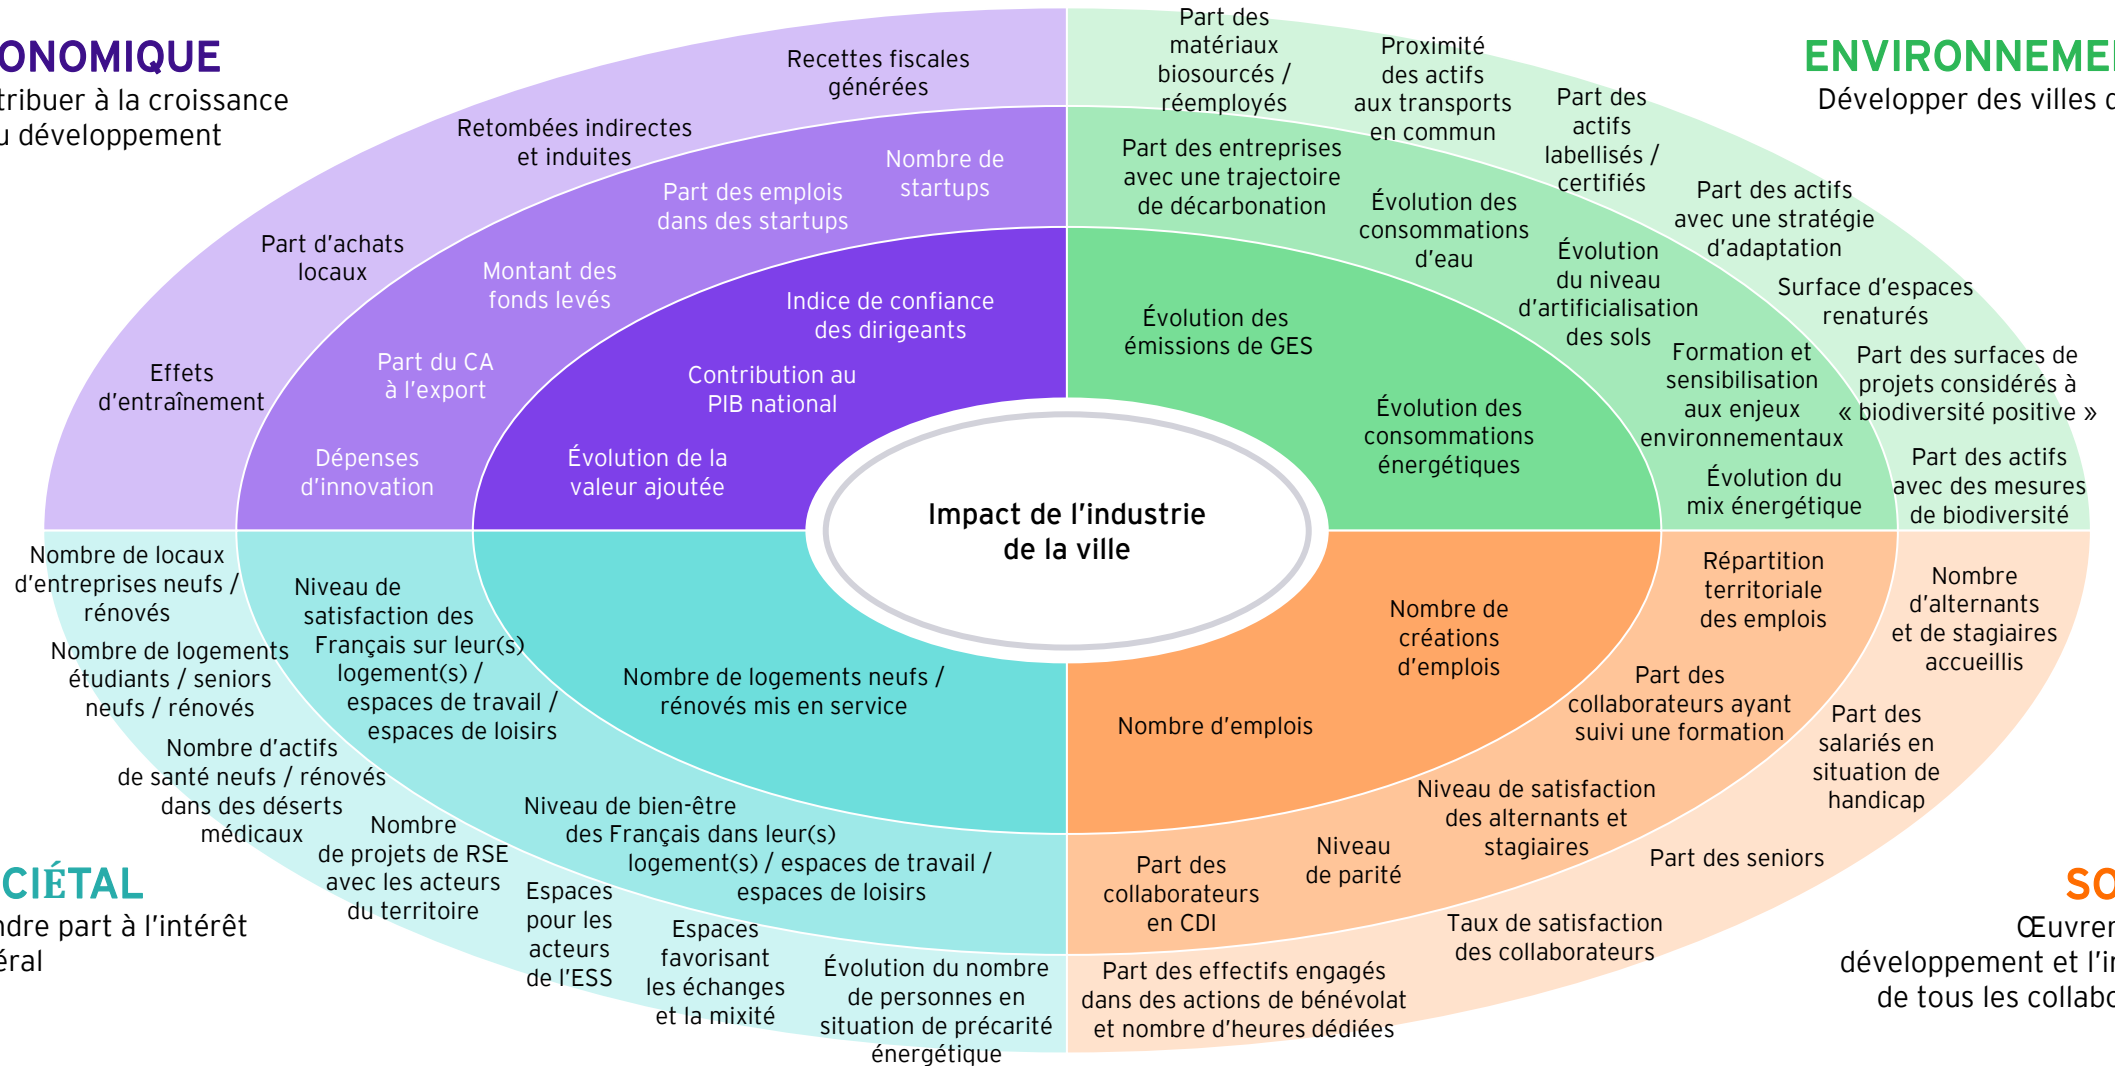 ONOMIQUE
tribuer à la croissance
u développement
Recettes fiscales
générées
Retombées indirectes
et induites
Part d'achats
locaux
Effets
d'entraînement
Nombre de
startups
Part des emplois
dans des startups
Montant des
fonds levés
Part du CA
à l'export
Dépenses
d'innovation
Indice de confiance
des dirigeants
Contribution au
PIB national
Évolution de la
valeur ajoutée
ENVIRONNEME
Développer des villes d
Part des
matériaux
biosourcés /
réemployés
Proximité
des actifs
aux transports
en commun
Part des
actifs
labellisés /
certifiés
Part des actifs
avec une stratégie
d'adaptation
Surface d'espaces
renaturés
Part des surfaces de
projets considérés à
« biodiversité positive »
Part des actifs
avec des mesures
de biodiversité
Part des entreprises
avec une trajectoire
de décarbonation
Évolution des
consommations
d'eau
Évolution
du niveau
d'artificialisation
des sols
Formation et
sensibilisation
aux enjeux
environnementaux
Évolution du
mix énergétique
Évolution des
émissions de GES
Évolution des
consommations
énergétiques
Impact de l'industrie
de la ville
Nombre de locaux
d'entreprises neufs /
rénovés
Nombre de logements
étudiants / seniors
neufs / rénovés
Nombre d'actifs
de santé neufs / rénovés
dans des déserts
médicaux
Nombre
de projets de RSE
avec les acteurs
du territoire
Espaces
pour les
acteurs
de l'ESS
Espaces
favorisant
les échanges
et la mixité
Évolution du nombre
de personnes en
situation de précarité
énergétique
Niveau de
satisfaction des
Français sur leur(s)
logement(s) /
espaces de travail /
espaces de loisirs
Niveau de bien-être
des Français dans leur(s)
logement(s) / espaces de travail /
espaces de loisirs
Nombre de logements neufs /
rénovés mis en service
CIÉTAL
ndre part à l'intérêt
éral
Nombre de
créations
d'emplois
Nombre d'emplois
Répartition
territoriale
des emplois
Part des
collaborateurs ayant
suivi une formation
Niveau de satisfaction
des alternants et
stagiaires
Niveau
de parité
Part des
collaborateurs
en CDI
Nombre
d'alternants
et de stagiaires
accueillis
Part des
salariés en
situation de
handicap
Part des seniors
Taux de satisfaction
des collaborateurs
Part des effectifs engagés
dans des actions de bénévolat
et nombre d'heures dédiées
SO
Œuvrer
développement et l'i
de tous les collabo